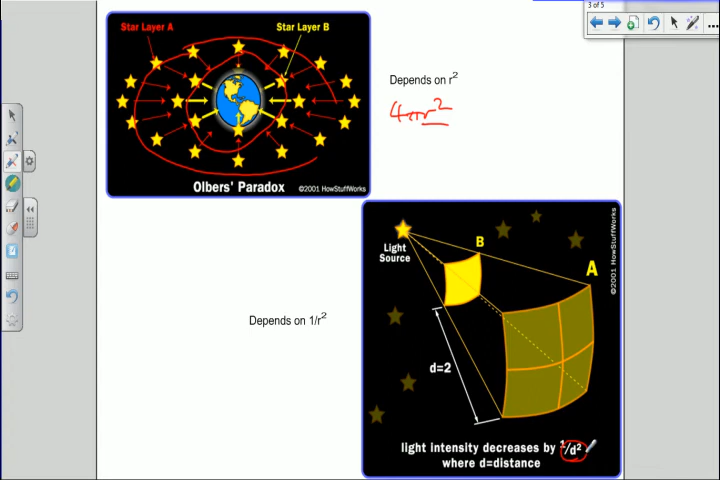 3 of 5
Star Layer A
Star Layer B
Olbers' Paradox
©2001 HowStuffWorks
Depends on r²
4πr²
Light
Source
B
A
©2001 HowStuffWorks
Depends on 1/r²
d=2
light intensity decreases by 1/d²
where d=distance